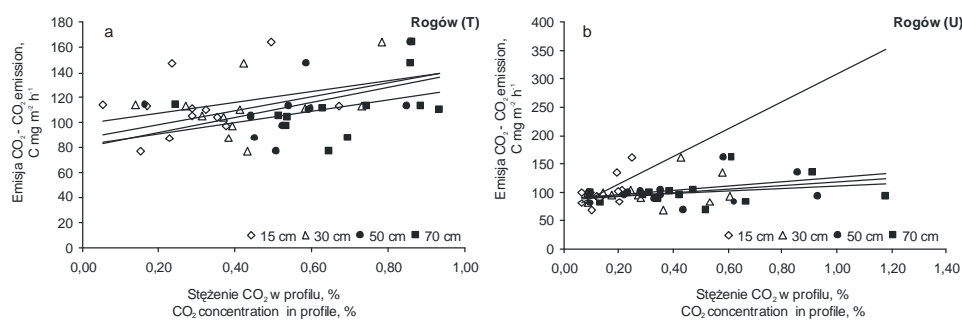 Rogów (T)
a
Emisja CO₂ - CO₂ emission,
C mg m⁻² h⁻¹
180
160
140
120
100
80
60
40
20
0
0,00 0,20 0,40 0,60 0,80 1,00
15 cm 30 cm 50 cm 70 cm
Stężenie CO₂ w profilu, %
CO₂ concentration in profile, %
Rogów (U)
b
Emisja CO₂ - CO₂ emission,
C mg m⁻² h⁻¹
400
350
300
250
200
150
100
50
0
0,00 0,20 0,40 0,60 0,80 1,00 1,20 1,40
15 cm 30 cm 50 cm 70 cm
Stężenie CO₂ w profilu, %
CO₂ concentration in profile, %